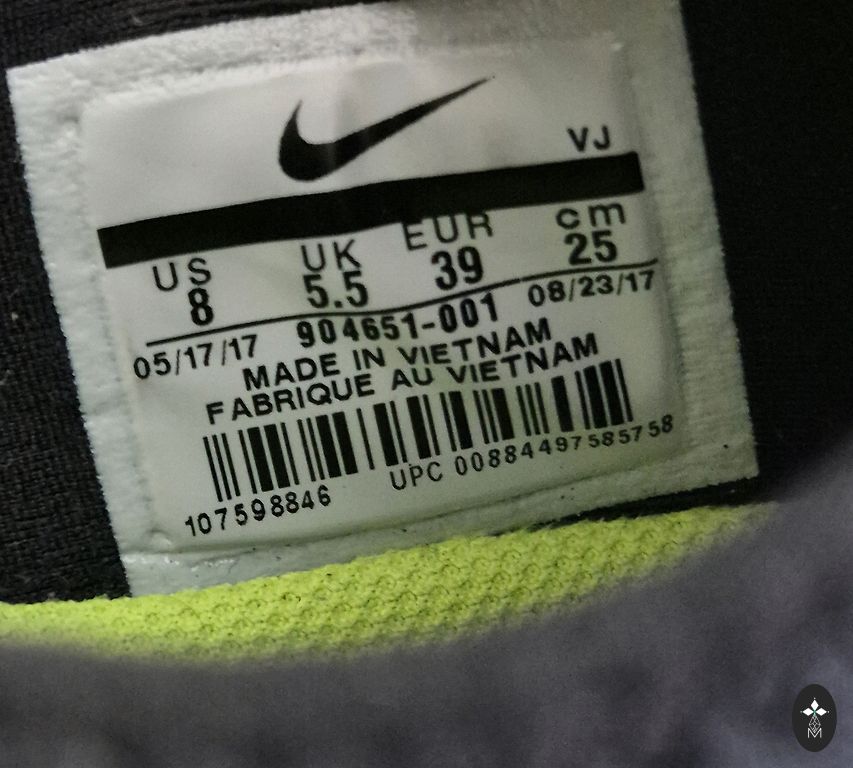 VJ
US UK EUR cm
8 5.5 39 25
05/17/17 904651-001 08/23/17
MADE IN VIETNAM
FABRIQUE AU VIETNAM
107598846 UPC 00884497585758
M